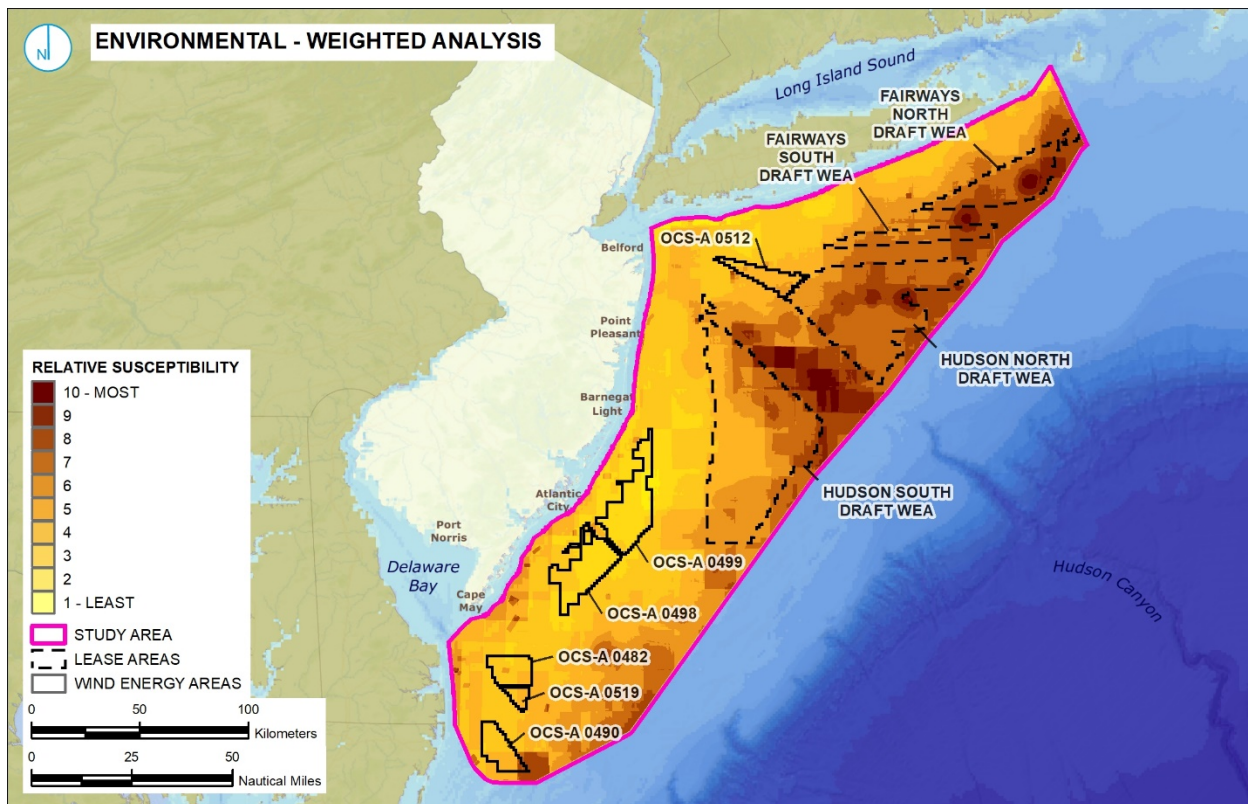 N
ENVIRONMENTAL - WEIGHTED ANALYSIS
Long Island Sound
FAIRWAYS
NORTH
DRAFT WEA
FAIRWAYS
SOUTH
DRAFT WEA
OCS-A 0512
Belford
Point
Pleasant
HUDSON NORTH
DRAFT WEA
Barnegat
Light
HUDSON SOUTH
DRAFT WEA
Atlantic
City
Port
Norris
OCS-A 0499
Delaware
Bay
Hudson Canyon
Cape
May
OCS-A 0498
OCS-A 0482
OCS-A 0519
OCS-A 0490
RELATIVE SUSCEPTIBILITY
10 - MOST
9
8
7
6
5
4
3
2
1 - LEAST
STUDY AREA
LEASE AREAS
WIND ENERGY AREAS
0 50 100
Kilometers
0 25 50
Nautical Miles